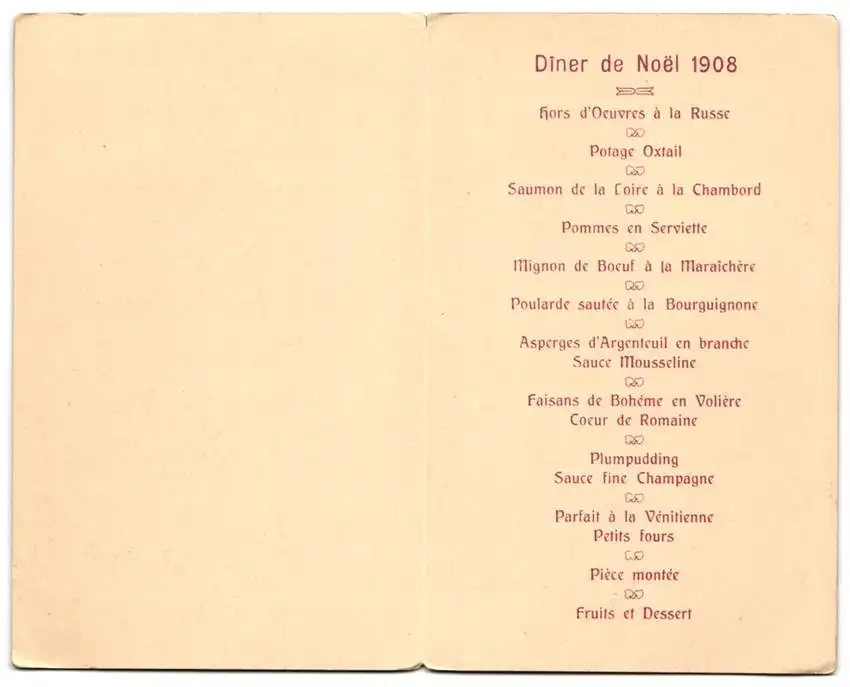 Dîner de Noël 1908
Hors d'Oeuvres à la Russe
Potage Oxtail
Saumon de la Loire à la Chambord
Pommes en Serviette
Mignon de Boeuf à la Maraîchère
Poularde sautée à la Bourguignone
Asperges d'Argenteuil en branche
Sauce Mousseline
Faisans de Bohéme en Volière
Coeur de Romaine
Plumpudding
Sauce fine Champagne
Parfait à la Vénitienne
Petits fours
Pièce montée
Fruits et Dessert